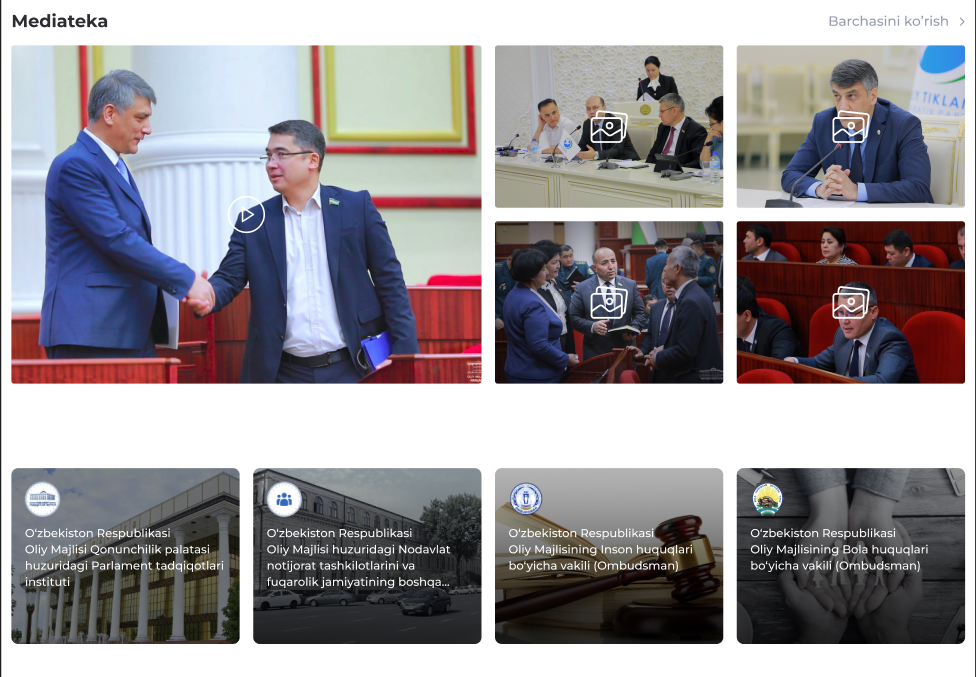 Mediateka
Barchasini ko‘rish
TIKLA
O‘zbekiston Respublikasi
Oliy Majlisi Qonunchilik palatasi
huzuridagi Parlament tadqiqotlari
instituti
O‘zbekiston Respublikasi
Oliy Majlisi huzuridagi Nodavlat
notijorat tashkilotlarini va
fuqarolik jamiyatining boshqa...
O‘zbekiston Respublikasi
Oliy Majlisining Inson huquqlari
bo‘yicha vakili (Ombudsman)
O‘zbekiston Respublikasi
Oliy Majlisining Bola huquqlari
bo‘yicha vakili (Ombudsman)